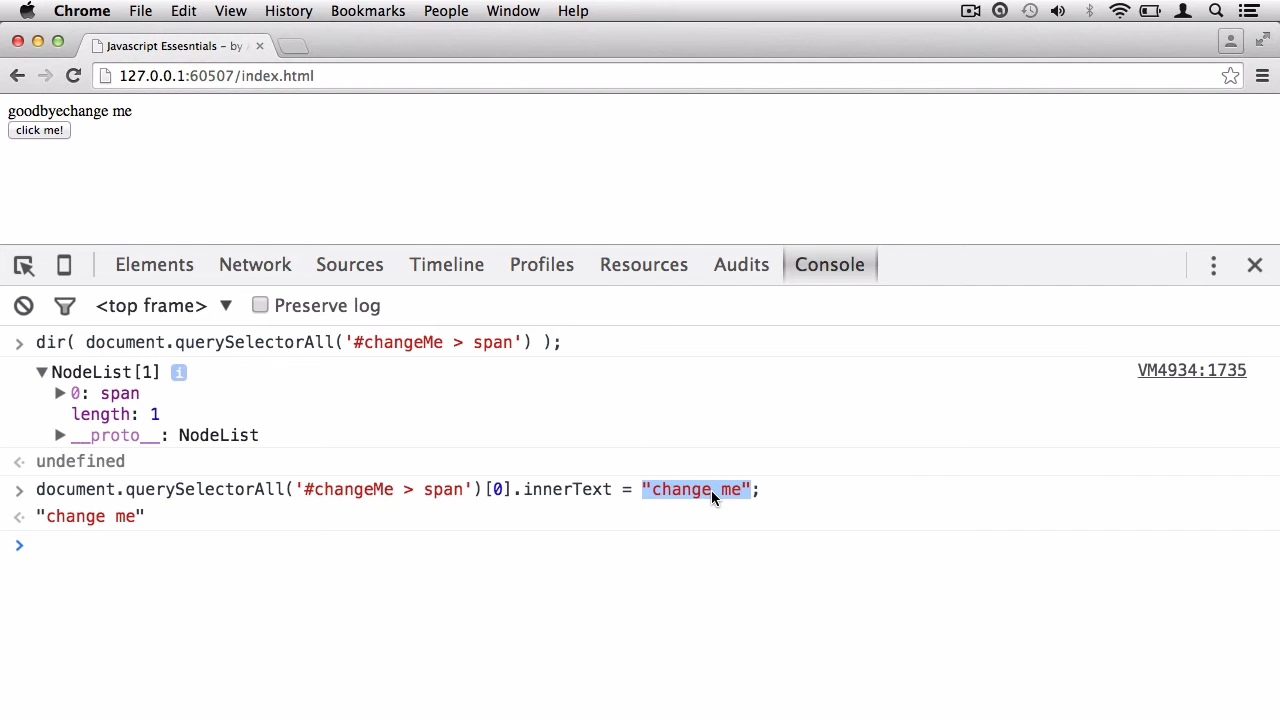 Chrome File Edit View History Bookmarks People Window Help
Javascript Essesntials - by
127.0.0.1:60507/index.html
goodbyechange me
click me!
Elements Network Sources Timeline Profiles Resources Audits Console
<top frame> ▼ Preserve log
> dir( document.querySelectorAll('#changeMe > span') );
▼NodeList[1] i VM4934:1735
▶0: span
length: 1
▶__proto__: NodeList
< undefined
> document.querySelectorAll('#changeMe > span')[0].innerText = "change me";
< "change me"
>